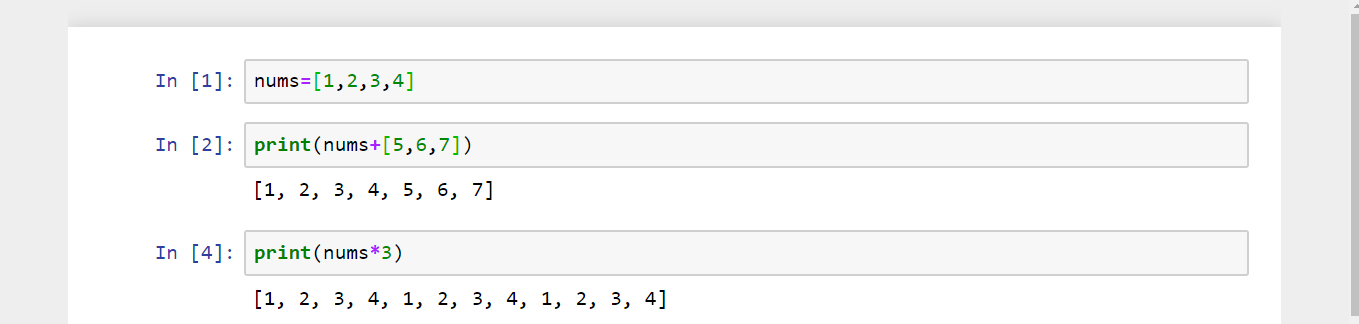 In [1]: nums=[1,2,3,4]
In [2]: print(nums+[5,6,7])
[1, 2, 3, 4, 5, 6, 7]
In [4]: print(nums*3)
[1, 2, 3, 4, 1, 2, 3, 4, 1, 2, 3, 4]